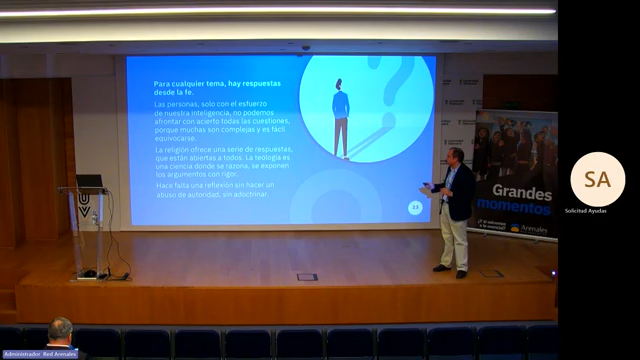 Para cualquier tema, hay respuestas
desde la fe.
Las personas, solo con el esfuerzo
de nuestra inteligencia, no podemos
afrontar con acierto todas las cuestiones,
porque muchas son complejas y es fácil
equivocarse.
La religión ofrece una serie de respuestas,
que están abiertas a todos. La teología es
una ciencia donde se razona, se exponen
los argumentos con rigor.
Hace falta una reflexión sin hacer un
abuso de autoridad, sin adoctrinar.
23
Grandes
momentos
Arenales
SA
Solicitud Ayudas
Administrador Red Arenales